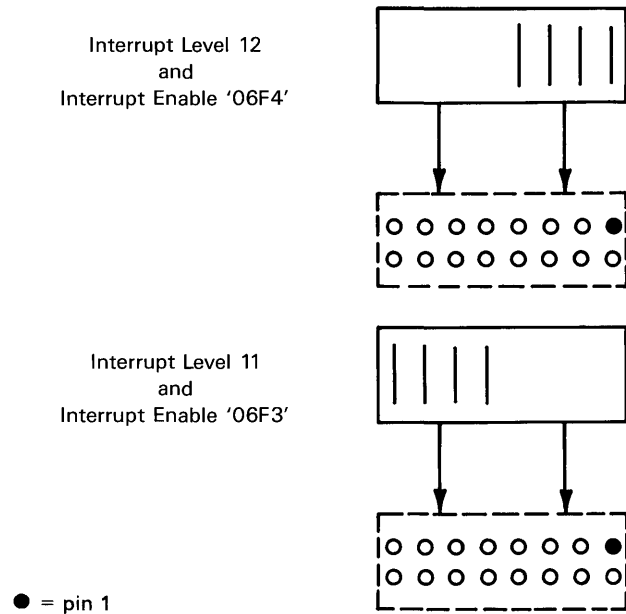 Interrupt Level 12
and
Interrupt Enable ‘06F4’
Interrupt Level 11
and
Interrupt Enable ‘06F3’
● = pin 1